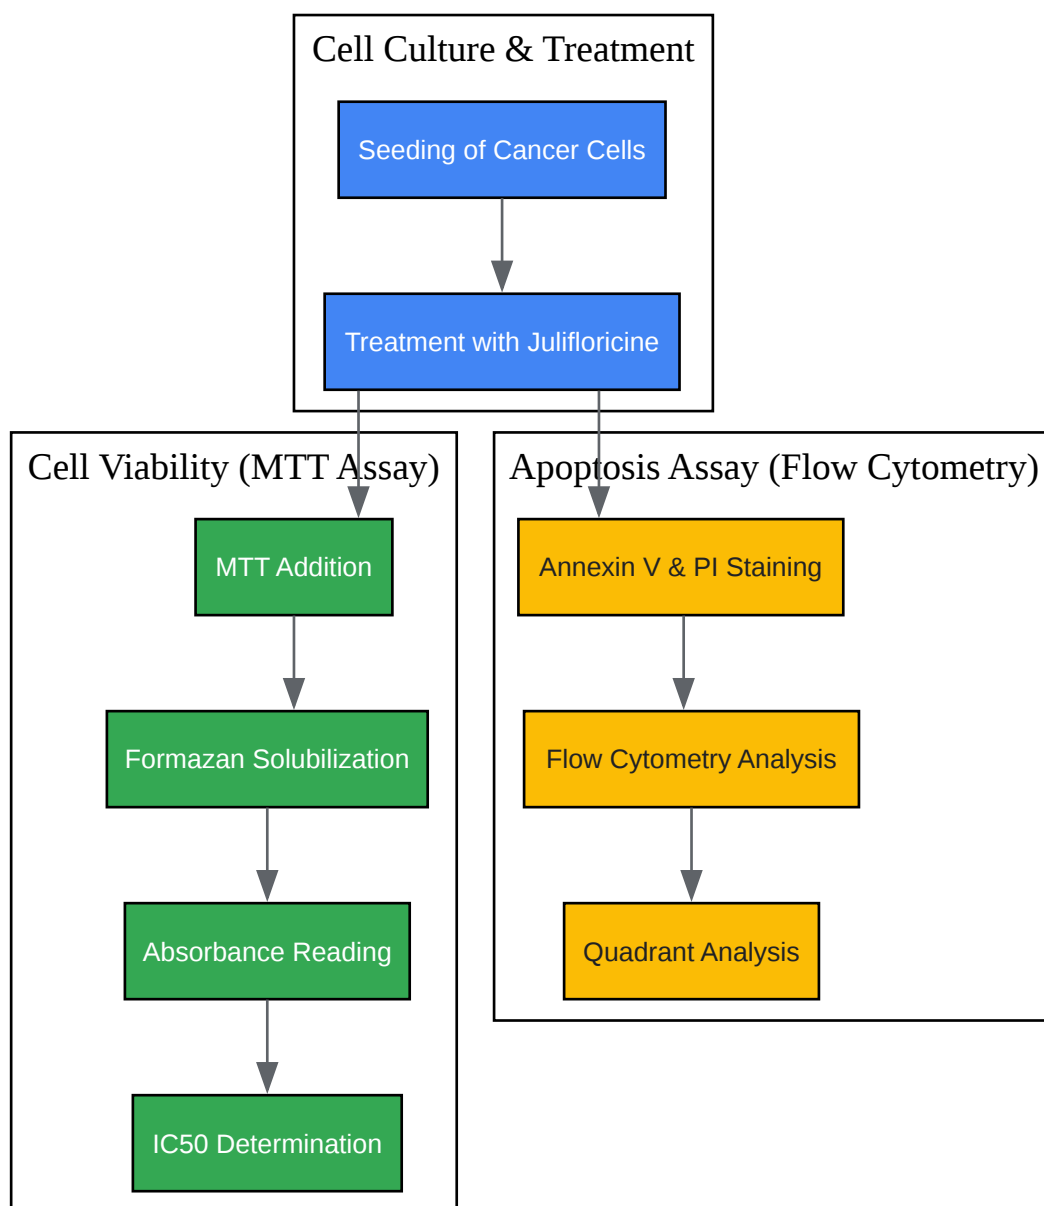 Cell Culture & Treatment
Seeding of Cancer Cells
Treatment with Julifloricine
Cell Viability (MTT Assay)
MTT Addition
Formazan Solubilization
Absorbance Reading
IC50 Determination
Apoptosis Assay (Flow Cytometry)
Annexin V & PI Staining
Flow Cytometry Analysis
Quadrant Analysis